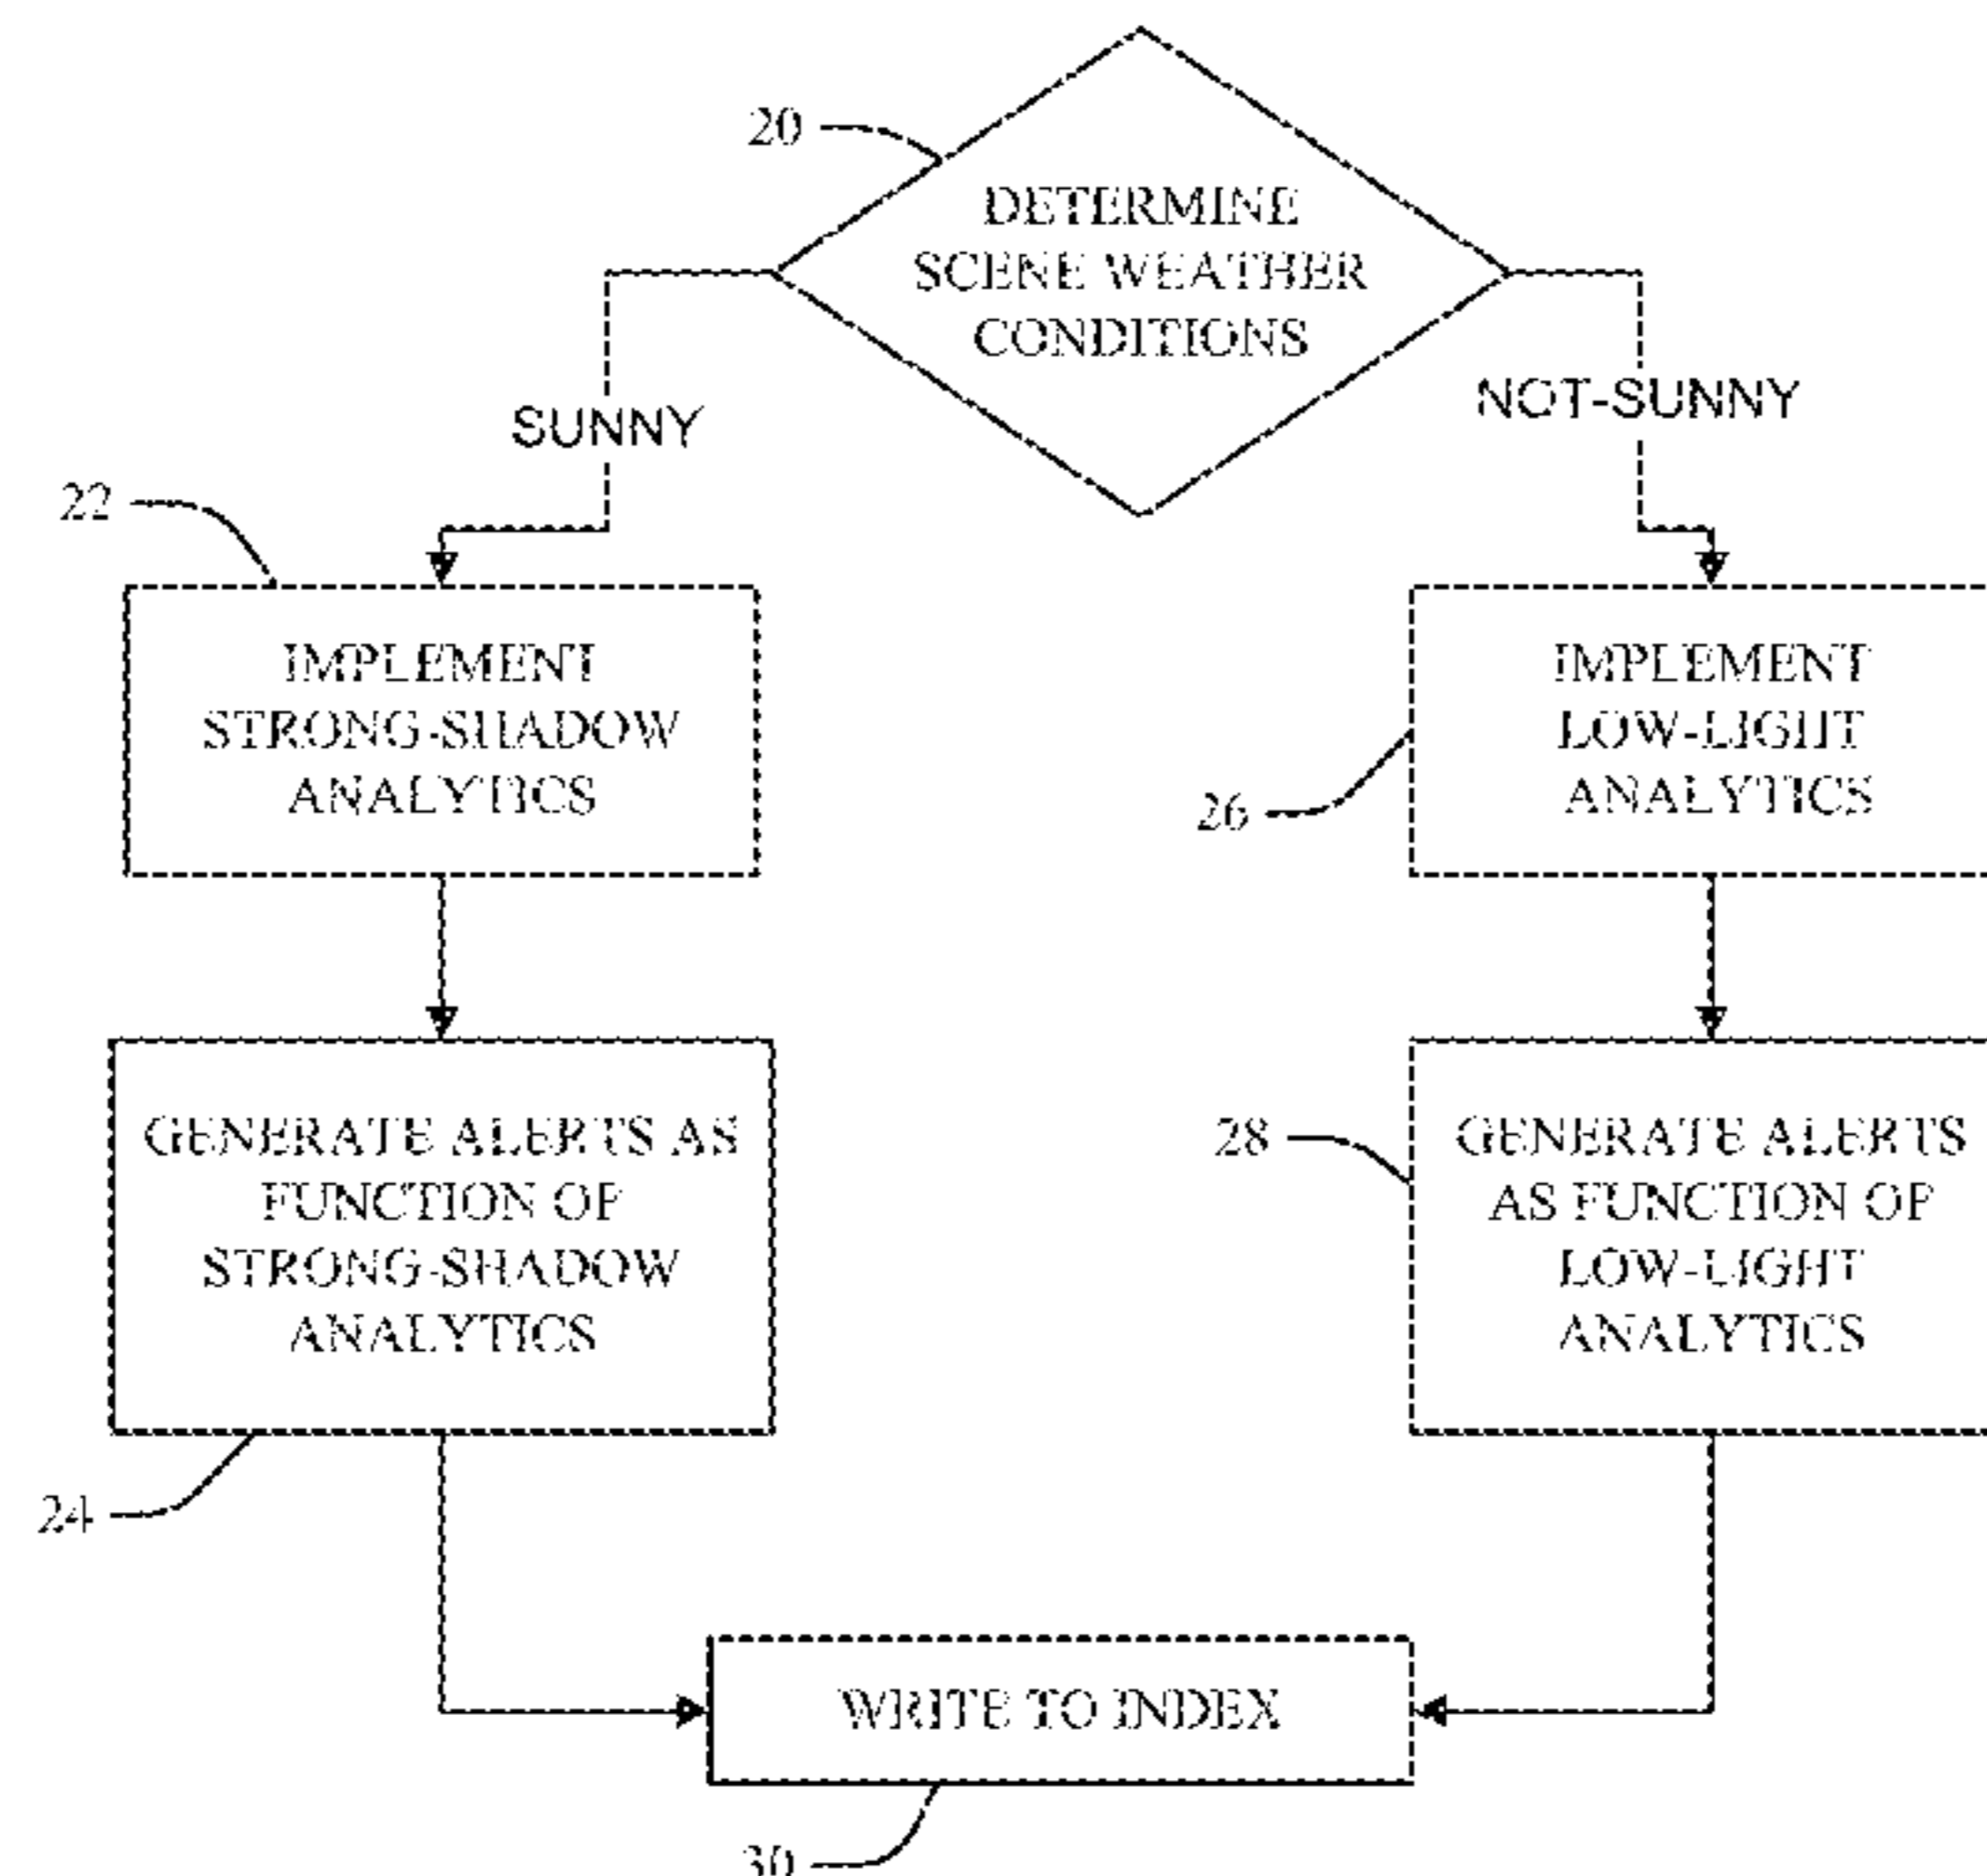 20
DETERMINE
SCENE WEATHER
CONDITIONS
SUNNY
NOT-SUNNY
22
IMPLEMENT
STRONG-SHADOW
ANALYTICS
IMPLEMENT
LOW-LIGHT
ANALYTICS
26
GENERATE ALERTS AS
FUNCTION OF
STRONG-SHADOW
ANALYTICS
28
GENERATE ALERTS
AS FUNCTION OF
LOW-LIGHT
ANALYTICS
24
WRITE TO INDEX
30